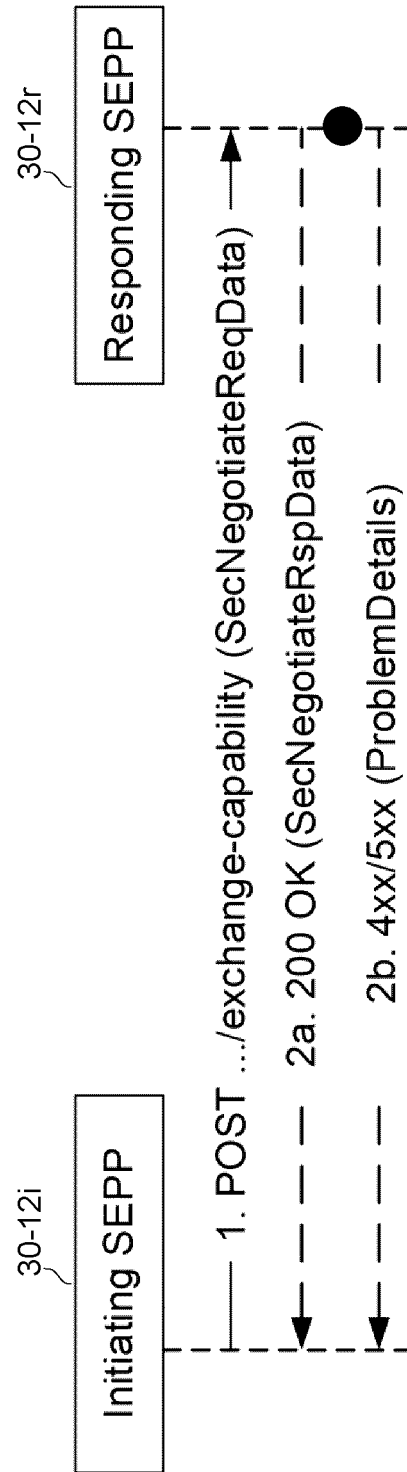 30-12i
Initiating SEPP
30-12r
Responding SEPP
1. POST .../exchange-capability (SecNegotiateReqData)
2a. 200 OK (SecNegotiateRspData)
2b. 4xx/5xx (ProblemDetails)